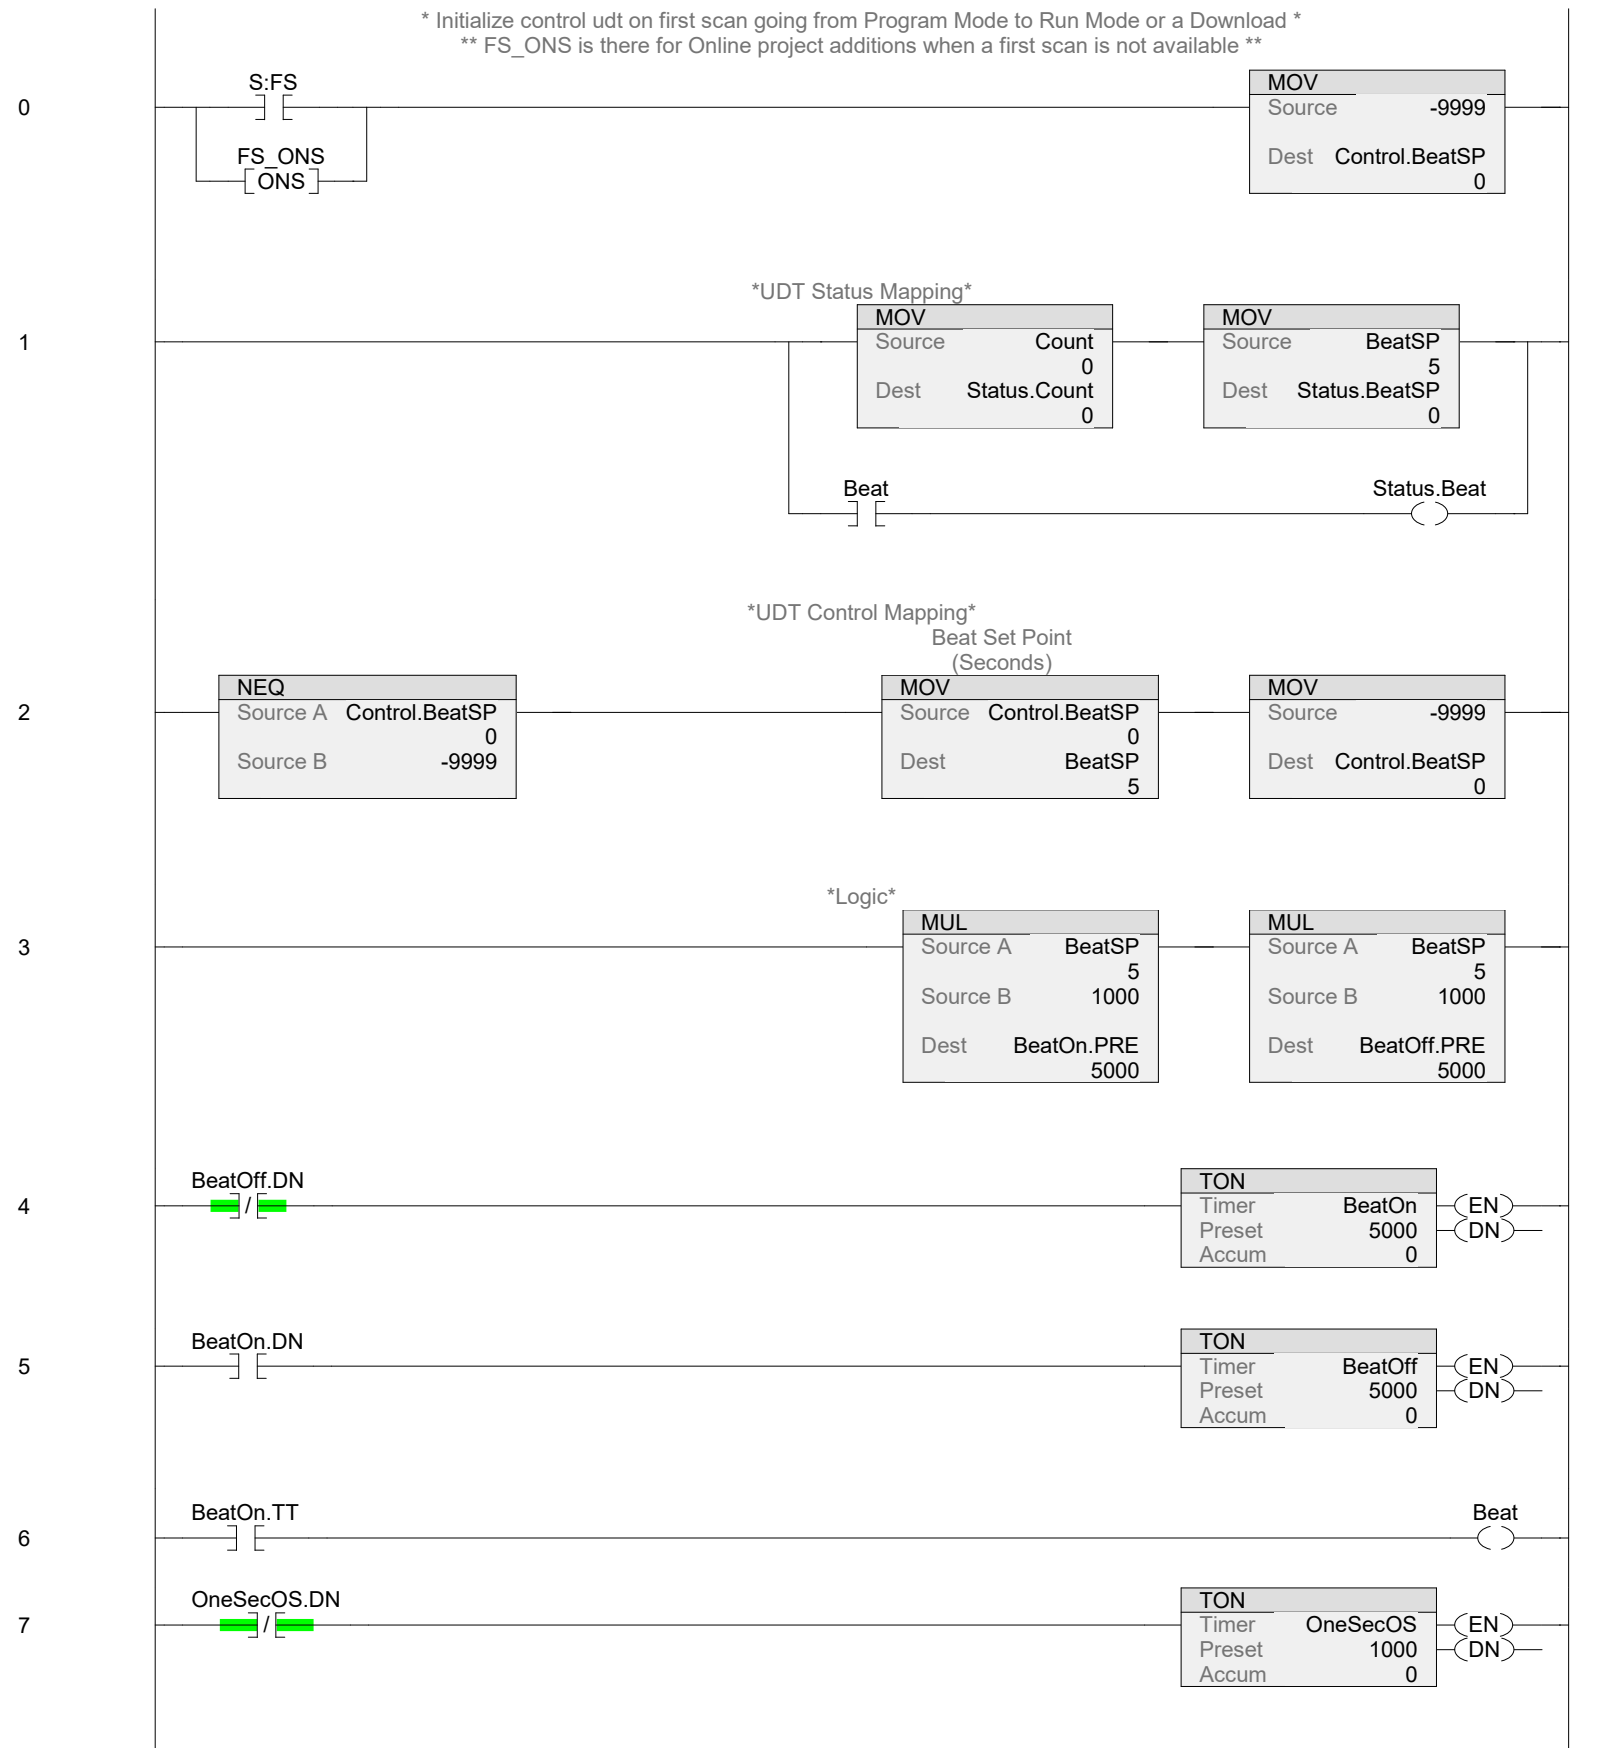 * Initialize control udt on first scan going from Program Mode to Run Mode or a Download *
** FS_ONS is there for Online project additions when a first scan is not available **
0
S:FS
FS_ONS
ONS
MOV
Source -9999
Dest Control.BeatSP
0
*UDT Status Mapping*
1
MOV
Source Count
0
Dest Status.Count
0
MOV
Source BeatSP
5
Dest Status.BeatSP
0
Beat
Status.Beat
*UDT Control Mapping*
Beat Set Point
(Seconds)
2
NEQ
Source A Control.BeatSP
0
Source B -9999
MOV
Source Control.BeatSP
0
Dest BeatSP
5
MOV
Source -9999
Dest Control.BeatSP
0
*Logic*
3
MUL
Source A BeatSP
5
Source B 1000
Dest BeatOn.PRE
5000
MUL
Source A BeatSP
5
Source B 1000
Dest BeatOff.PRE
5000
4
BeatOff.DN
/
TON
Timer BeatOn
Preset 5000
Accum 0
EN
DN
5
BeatOn.DN
TON
Timer BeatOff
Preset 5000
Accum 0
EN
DN
6
BeatOn.TT
Beat
7
OneSecOS.DN
/
TON
Timer OneSecOS
Preset 1000
Accum 0
EN
DN